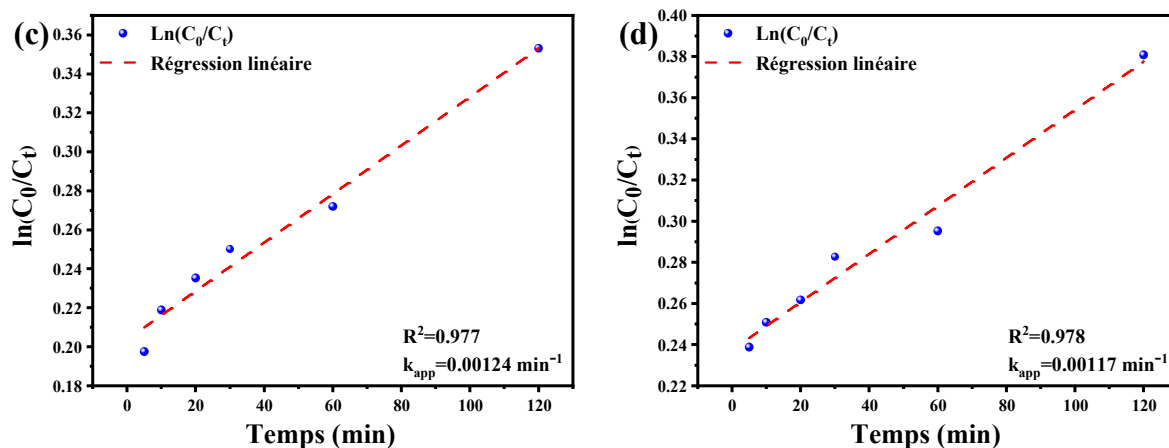 (c)
Ln(C₀/Cₜ)
Régression linéaire
0.36
0.34
0.32
0.30
0.28
0.26
0.24
0.22
0.20
0.18
ln(C₀/Cₜ)
R²=0.977
kₐₚₚ=0.00124 min⁻¹
0 20 40 60 80 100 120
Temps (min)
(d)
Ln(C₀/Cₜ)
Régression linéaire
0.40
0.38
0.36
0.34
0.32
0.30
0.28
0.26
0.24
0.22
ln(C₀/Cₜ)
R²=0.978
kₐₚₚ=0.00117 min⁻¹
0 20 40 60 80 100 120
Temps (min)